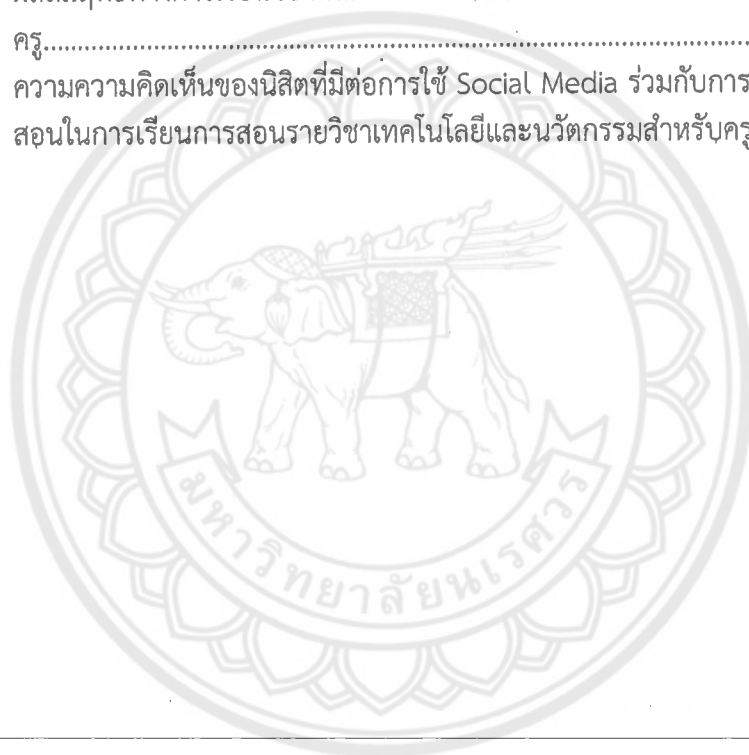 ครู
ความความคิดเห็นของนิสิตที่มีต่อการใช้ Social Media ร่วมกับการ
สอนในการเรียนการสอนรายวิชาเทคโนโลยีและนวัตกรรมสำหรับครู
มหาวิทยาลัยนเรศวร